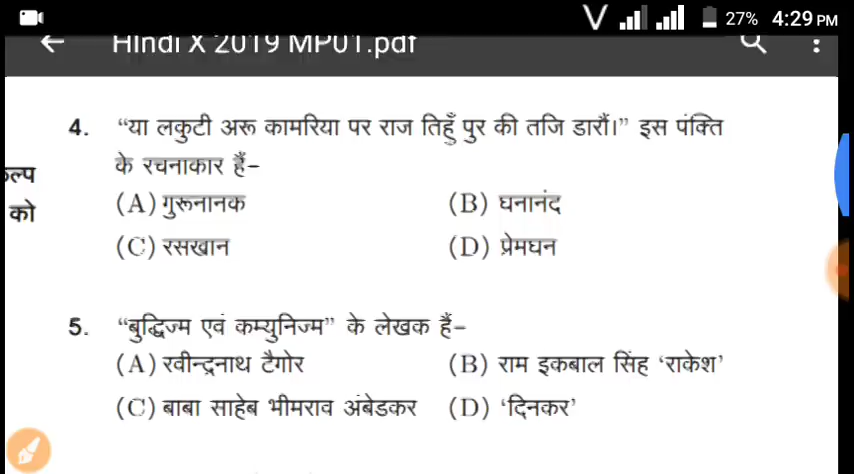 27% 4:29 PM
HIndi X 2019 MP01.pdf
4. “या लकुटी अरू कामरिया पर राज तिहुँ पुर की तजि डारौं।” इस पंक्ति
के रचनाकार हैं–
ल्प
को
(A) गुरूनानक (B) घनानंद
(C) रसखान (D) प्रेमघन
5. “बुद्धिज्म एवं कम्युनिज्म” के लेखक हैं–
(A) रवीन्द्रनाथ टैगोर (B) राम इकबाल सिंह ‘राकेश’
(C) बाबा साहेब भीमराव अंबेडकर (D) ‘दिनकर’